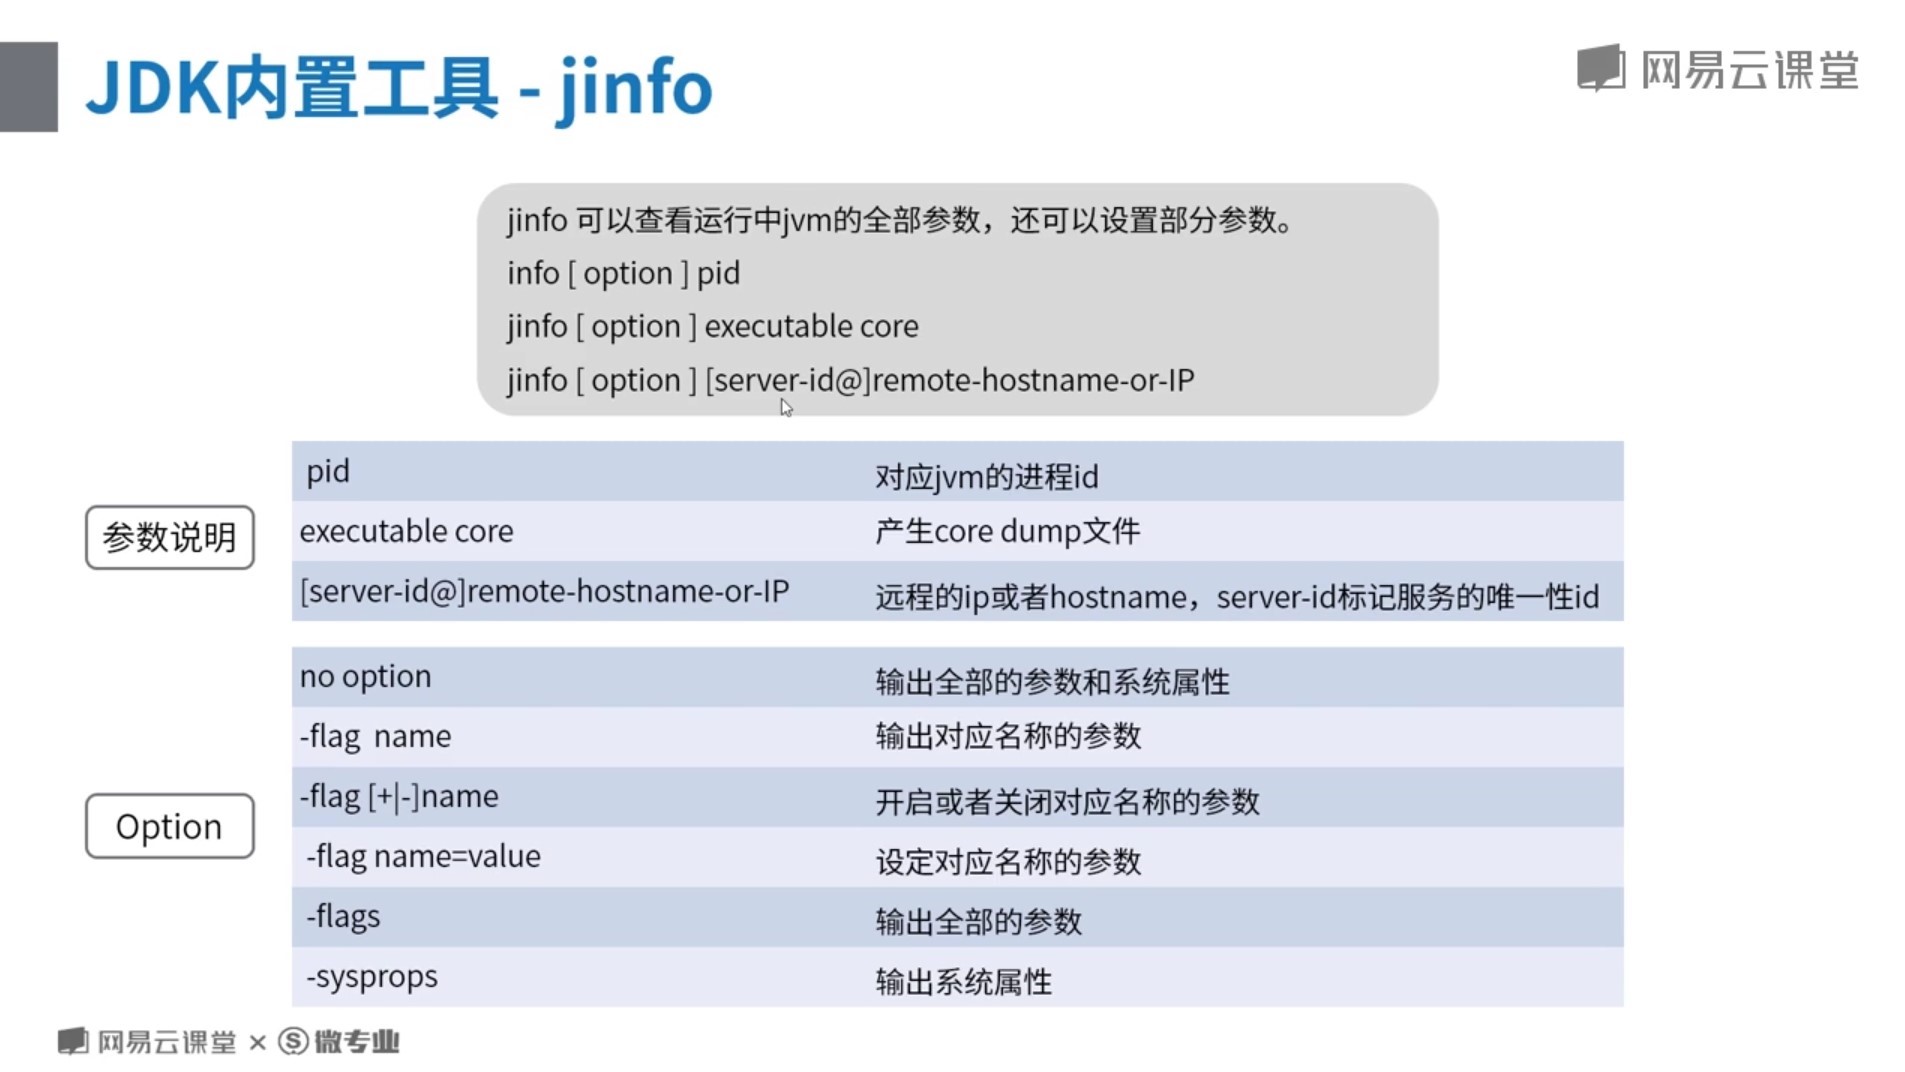 JDK内置工具 - jinfo
网易云课堂
jinfo 可以查看运行中jvm的全部参数，还可以设置部分参数。
info [ option ] pid
jinfo [ option ] executable core
jinfo [ option ] [server-id@]remote-hostname-or-IP
参数说明
pid 对应jvm的进程id
executable core 产生core dump文件
[server-id@]remote-hostname-or-IP 远程的ip或者hostname，server-id标记服务的唯一性id
Option
no option 输出全部的参数和系统属性
-flag  name 输出对应名称的参数
-flag [+|-]name 开启或者关闭对应名称的参数
-flag name=value 设定对应名称的参数
-flags 输出全部的参数
-sysprops 输出系统属性
网易云课堂 × 微专业